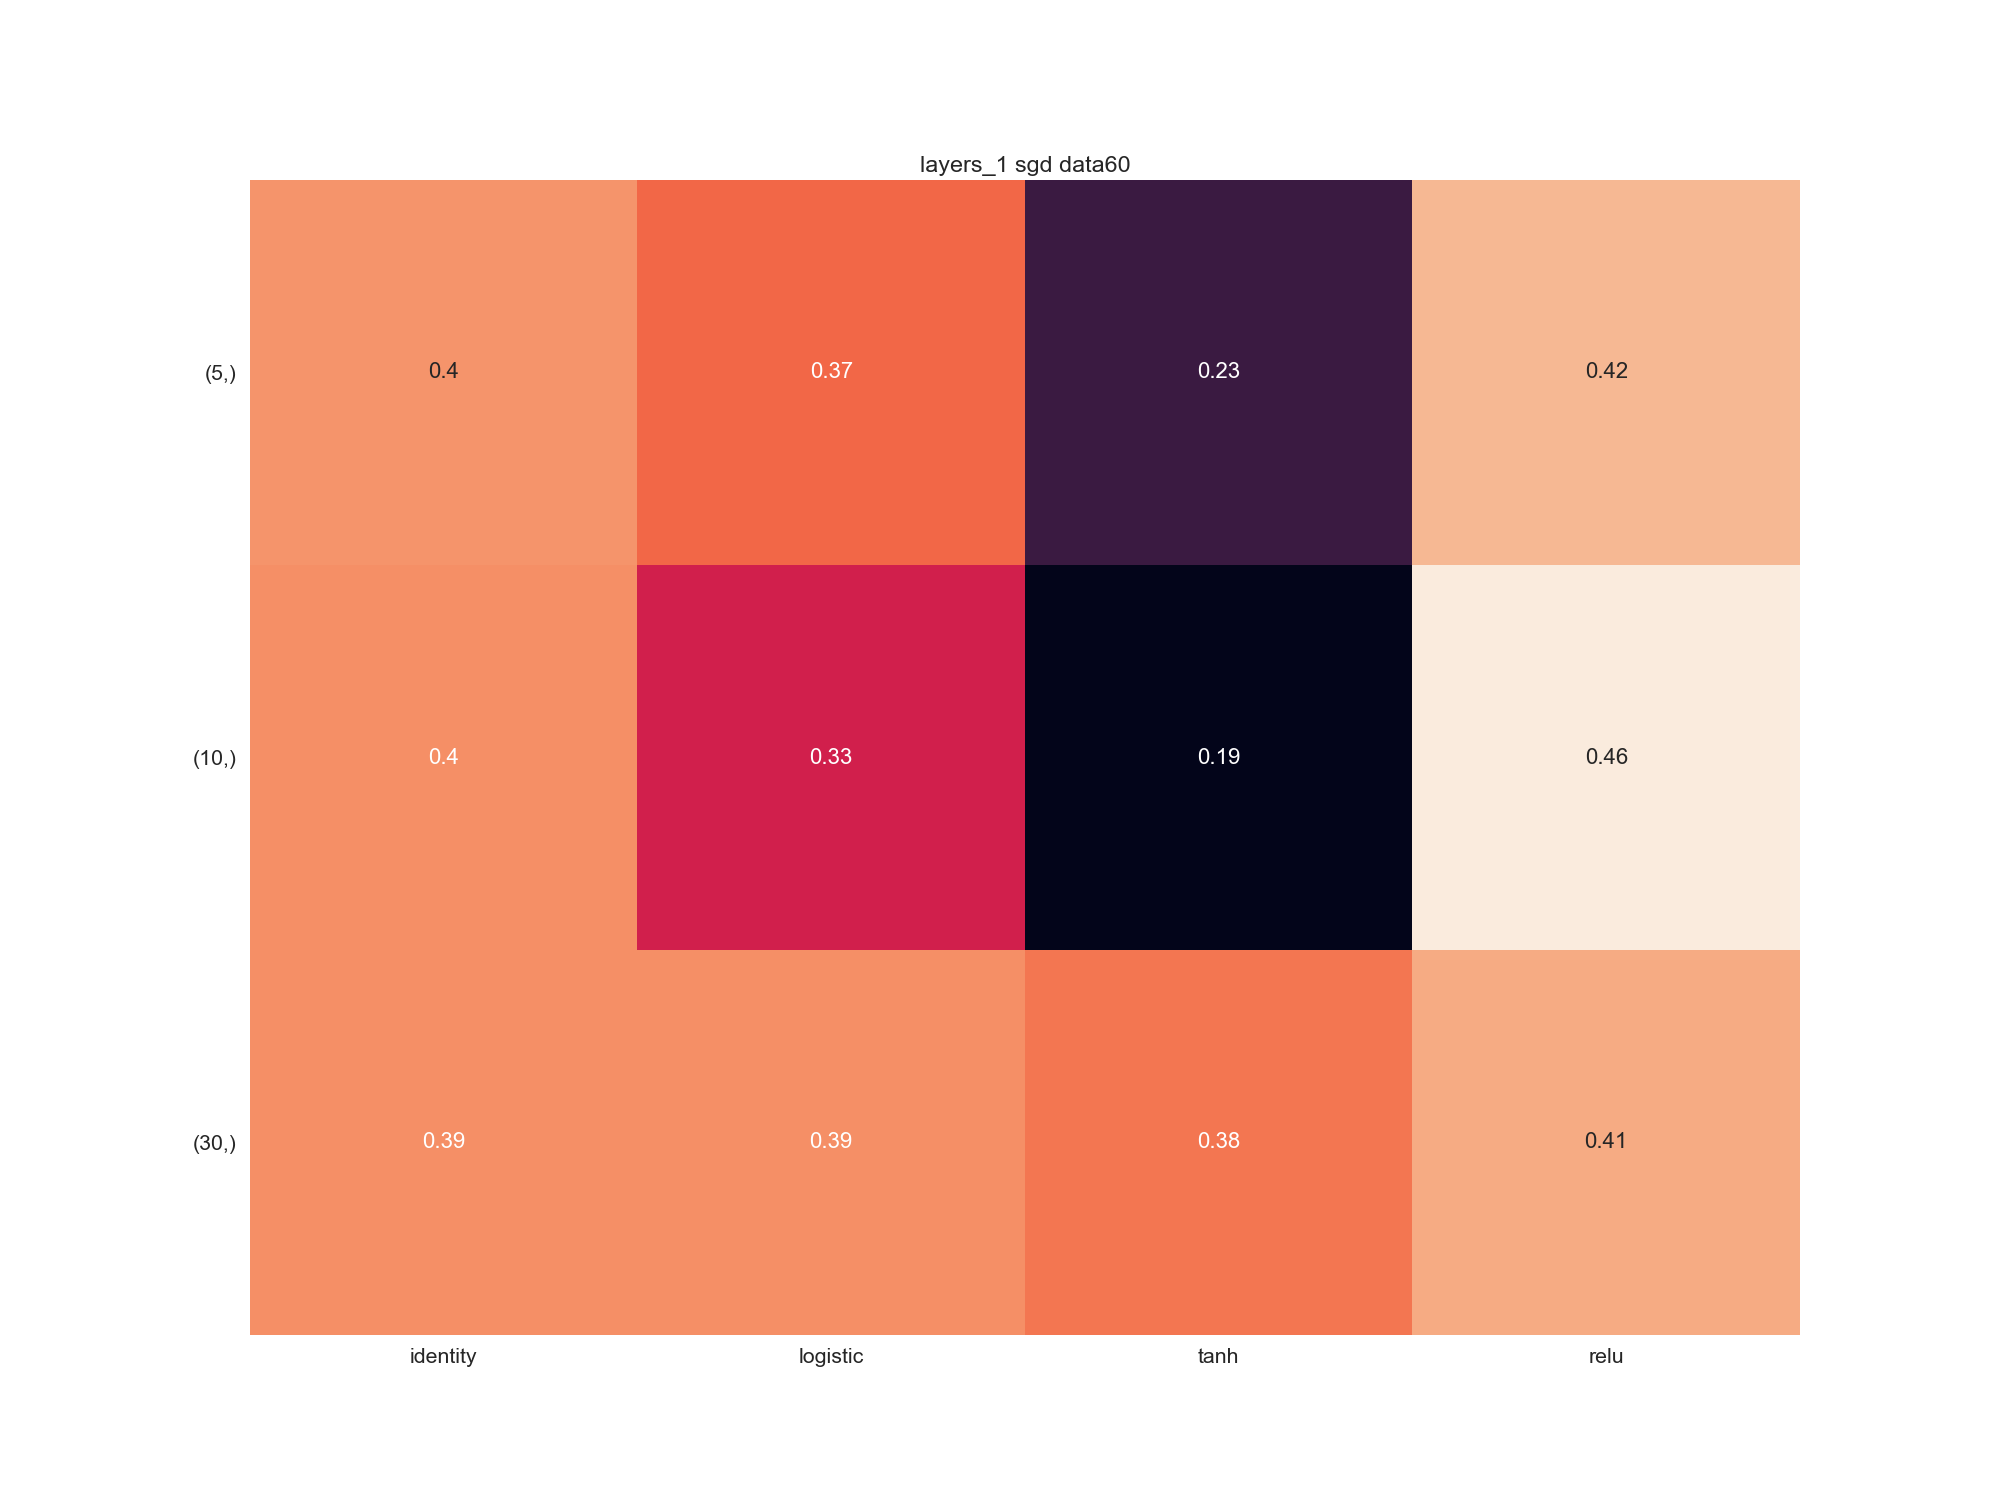 layers_1 sgd data60
(5,) 0.4 0.37 0.23 0.42
(10,) 0.4 0.33 0.19 0.46
(30,) 0.39 0.39 0.38 0.41
identity logistic tanh relu